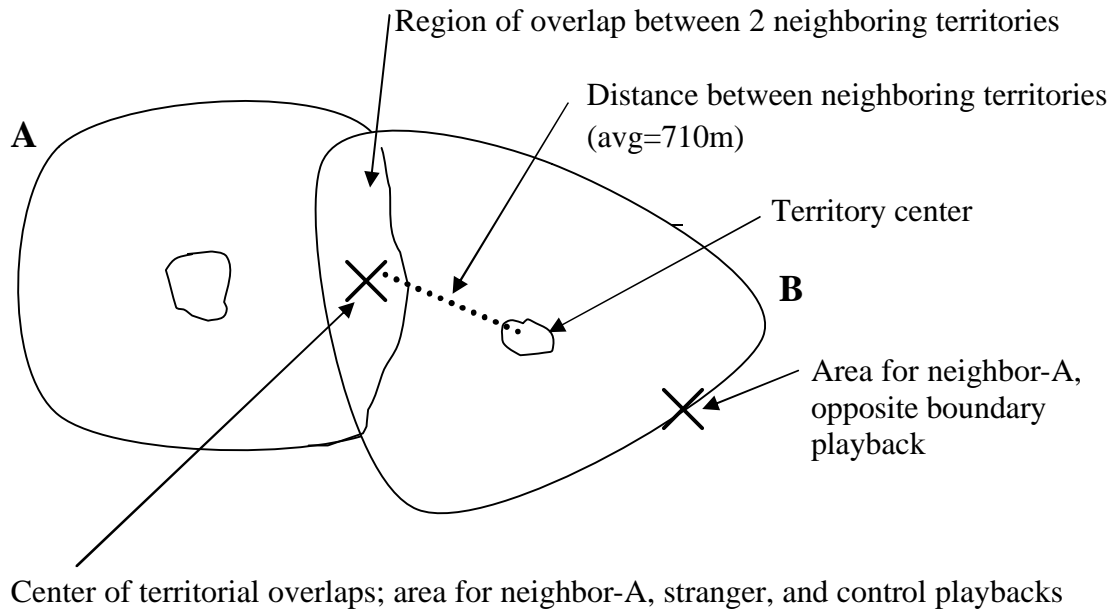 Region of overlap between 2 neighboring territories
Distance between neighboring territories
(avg=710m)
A
Territory center
B
Area for neighbor-A,
opposite boundary
playback
Center of territorial overlaps; area for neighbor-A, stranger, and control playbacks